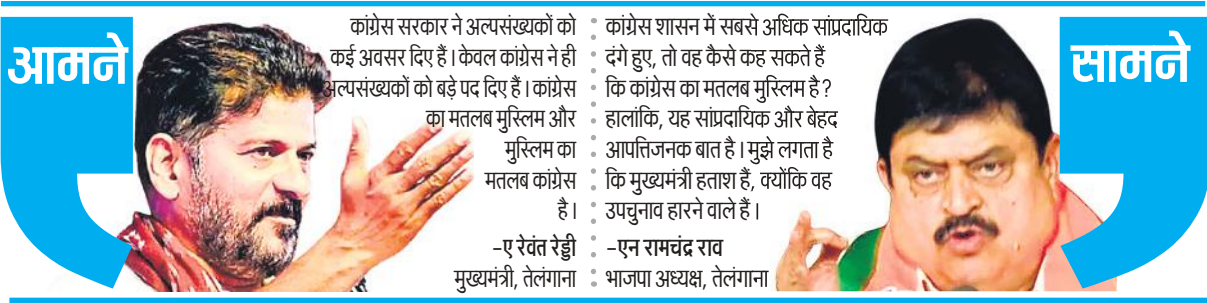 आमने
कांग्रेस सरकार ने अल्पसंख्यकों को
कई अवसर दिए हैं। केवल कांग्रेस ने ही
अल्पसंख्यकों को बड़े पद दिए हैं। कांग्रेस
का मतलब मुस्लिम और
मुस्लिम का
मतलब कांग्रेस
है।
-ए रेवंत रेड्डी
मुख्यमंत्री, तेलंगाना
कांग्रेस शासन में सबसे अधिक सांप्रदायिक
दंगे हुए, तो वह कैसे कह सकते हैं
कि कांग्रेस का मतलब मुस्लिम है?
हालांकि, यह सांप्रदायिक और बेहद
आपत्तिजनक बात है। मुझे लगता है
कि मुख्यमंत्री हताश हैं, क्योंकि वह
उपचुनाव हारने वाले हैं।
-एन रामचंद्र राव
भाजपा अध्यक्ष, तेलंगाना
सामने